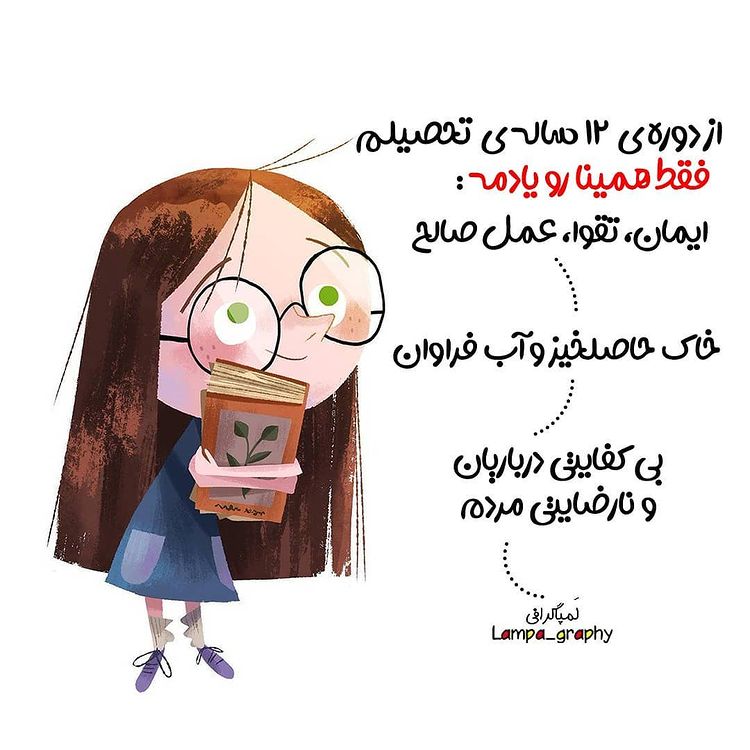 از دوره‌ی ۱۲ ساله‌ی تحصیلم
فقط همینا رو یادمه :
ایمان، تقوا، عمل صالح
خاک حاصلخیز و آب فراوان
بی کفایتی درباریان
و نارضایتی مردم
لَمپاگرافی
Lampa_graphy